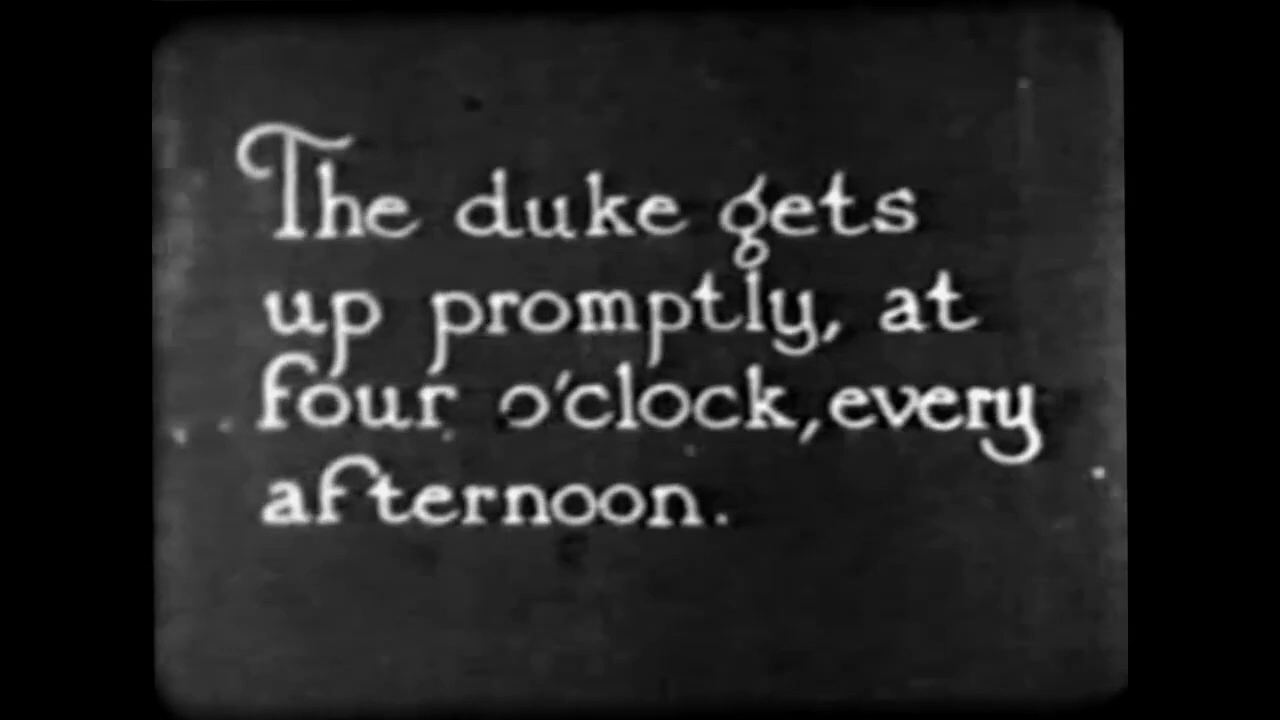 The duke gets
up promptly, at
four o'clock, every
afternoon.